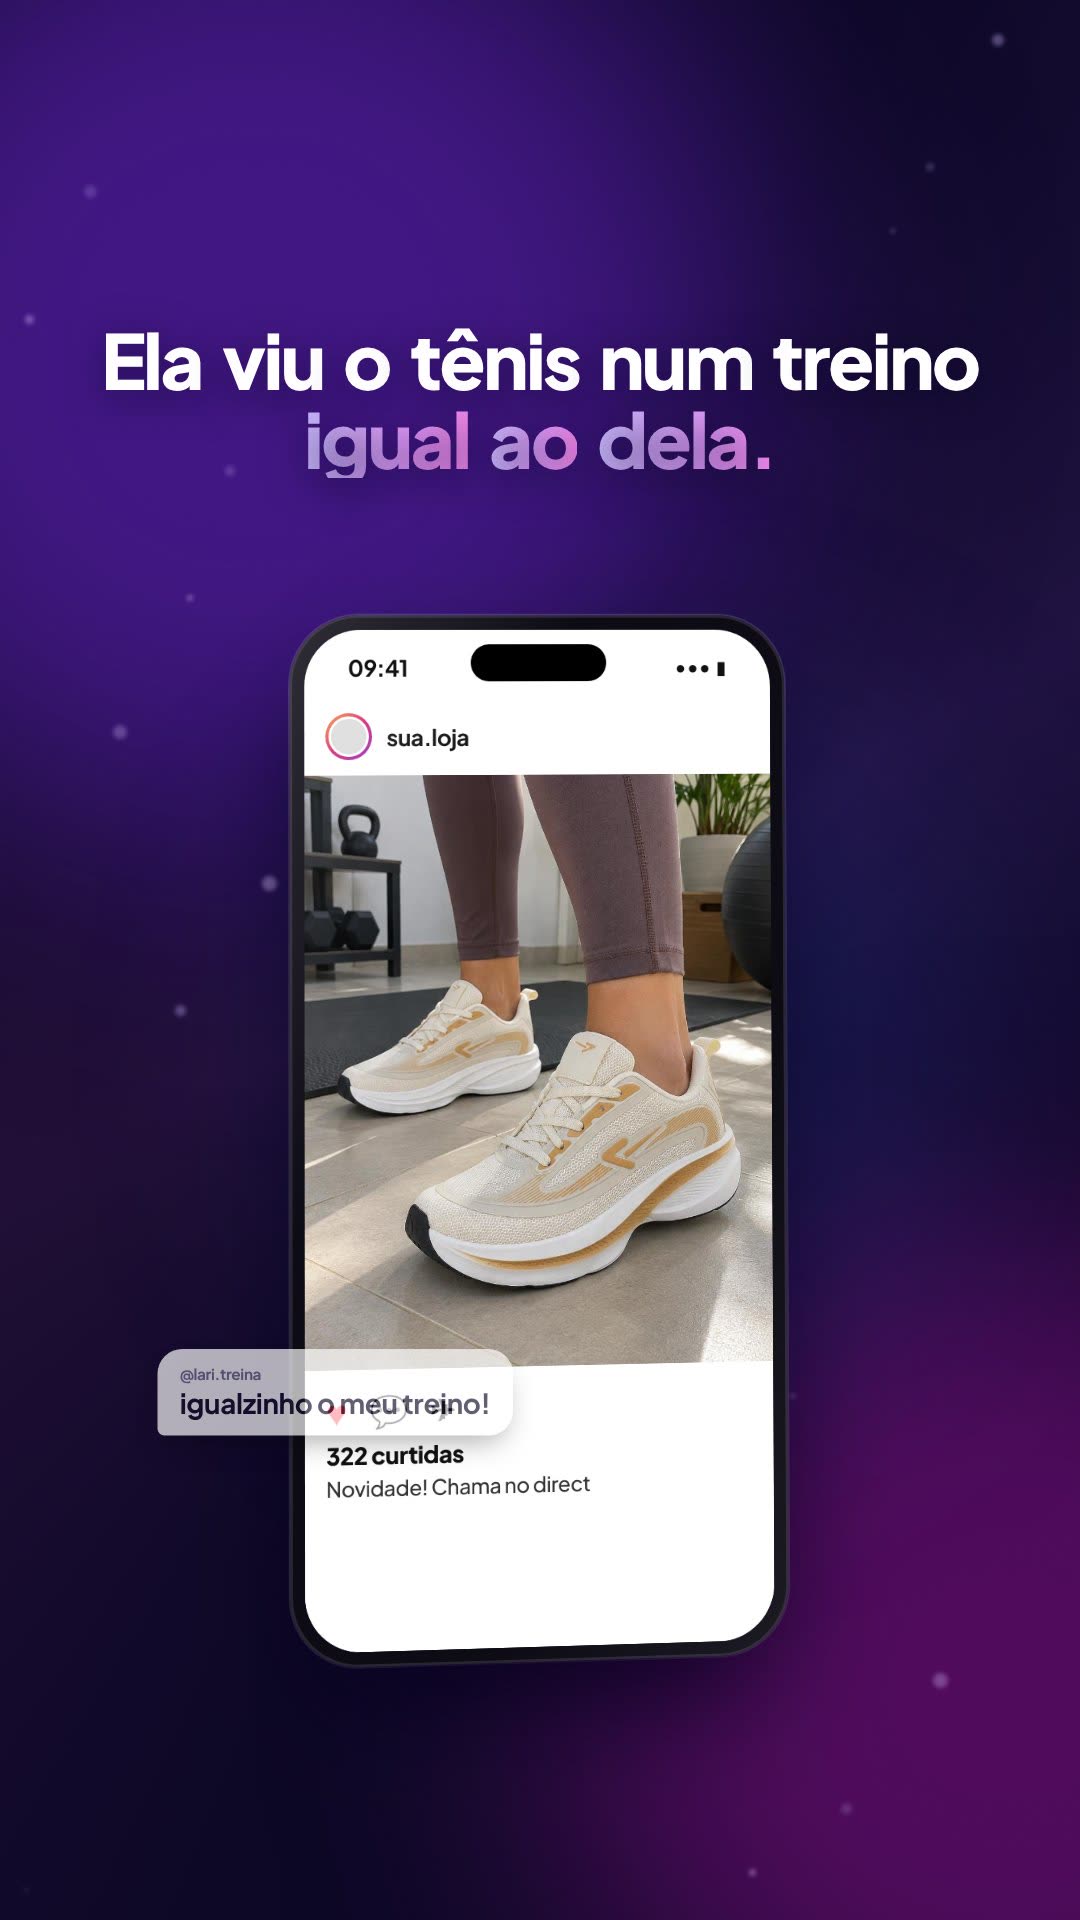 Ela viu o tênis num treino
igual ao dela.
09:41
sua.loja
@lari.treina
igualzinho o meu treino!
322 curtidas
Novidade! Chama no direct